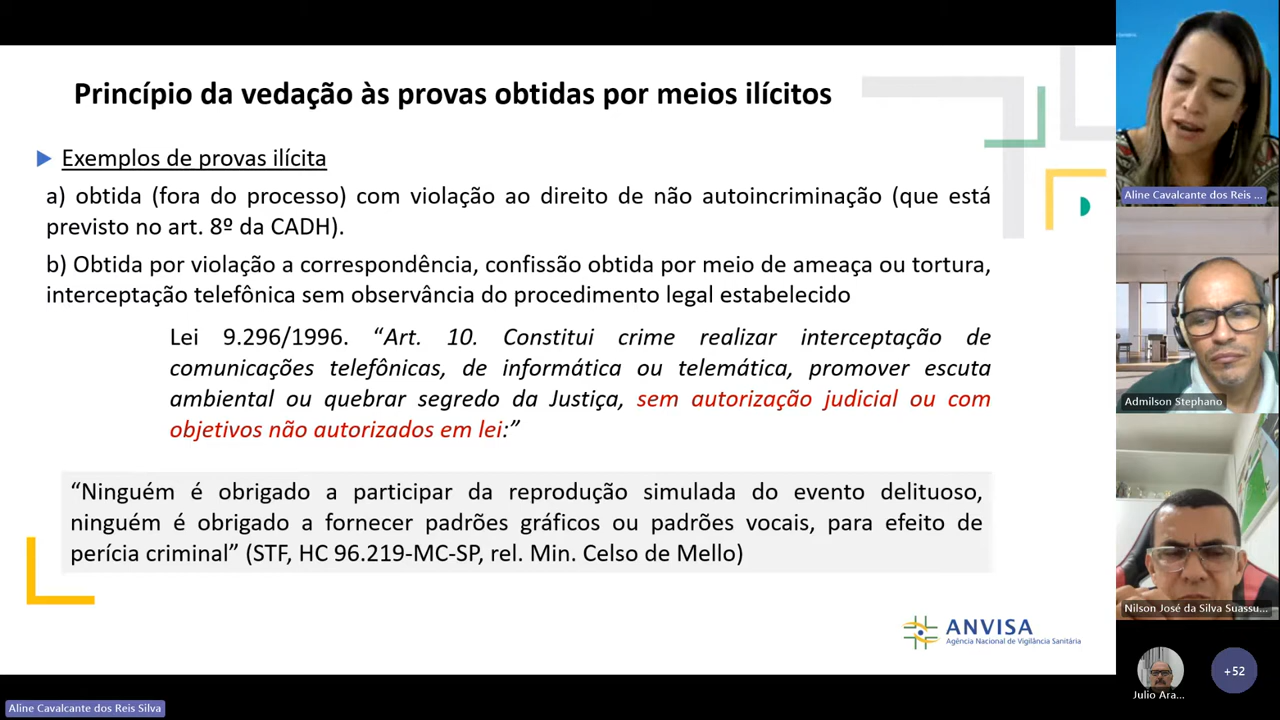 Princípio da vedação às provas obtidas por meios ilícitos
Exemplos de provas ilícita
a) obtida (fora do processo) com violação ao direito de não autoincriminação (que está
previsto no art. 8º da CADH).
b) Obtida por violação a correspondência, confissão obtida por meio de ameaça ou tortura,
interceptação telefônica sem observância do procedimento legal estabelecido
Lei 9.296/1996. “Art. 10. Constitui crime realizar interceptação de
comunicações telefônicas, de informática ou telemática, promover escuta
ambiental ou quebrar segredo da Justiça, sem autorização judicial ou com
objetivos não autorizados em lei:”
“Ninguém é obrigado a participar da reprodução simulada do evento delituoso,
ninguém é obrigado a fornecer padrões gráficos ou padrões vocais, para efeito de
perícia criminal” (STF, HC 96.219-MC-SP, rel. Min. Celso de Mello)
ANVISA
Agência Nacional de Vigilância Sanitária
Aline Cavalcante dos Reis ...
Admilson Stephano
Nilson José da Silva Suassu...
Julio Ara...
+52
Aline Cavalcante dos Reis Silva